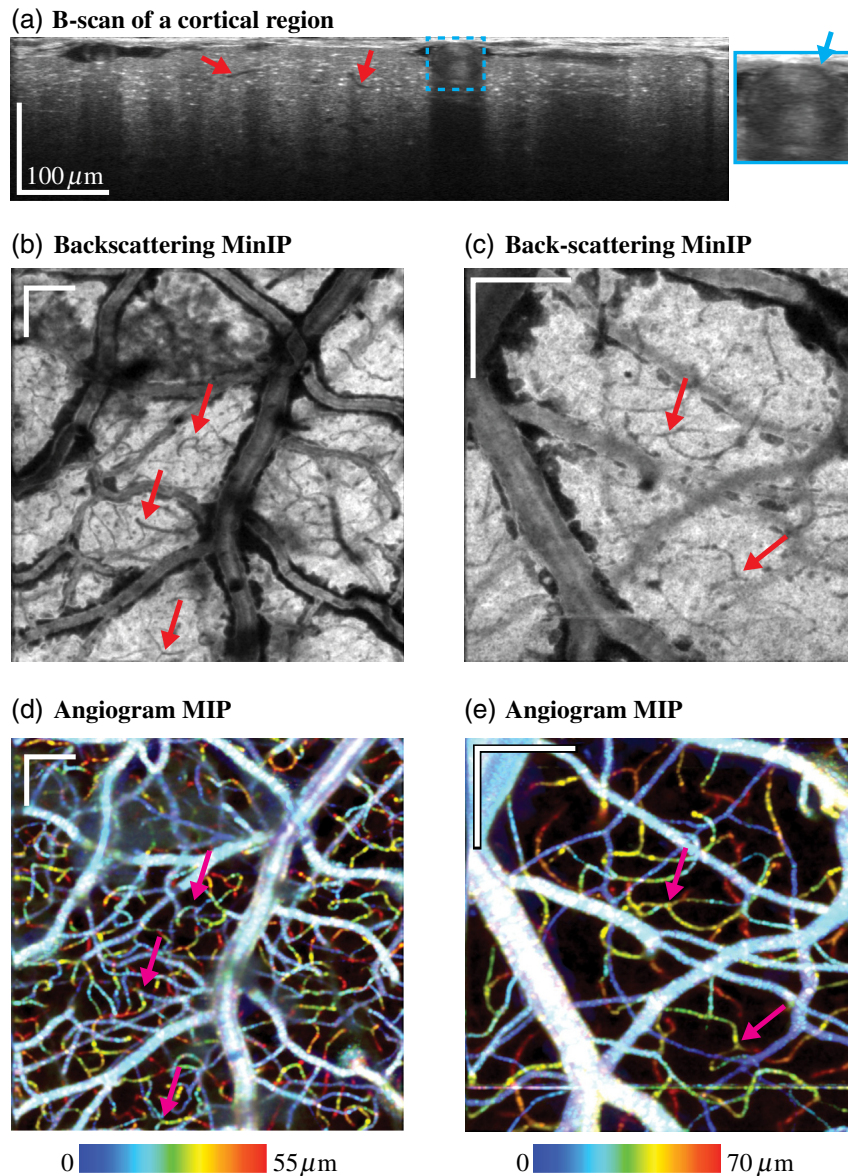 (a) B-scan of a cortical region
100 μm
(b) Backscattering MinIP
(c) Back-scattering MinIP
(d) Angiogram MIP
(e) Angiogram MIP
0 55 μm
0 70 μm